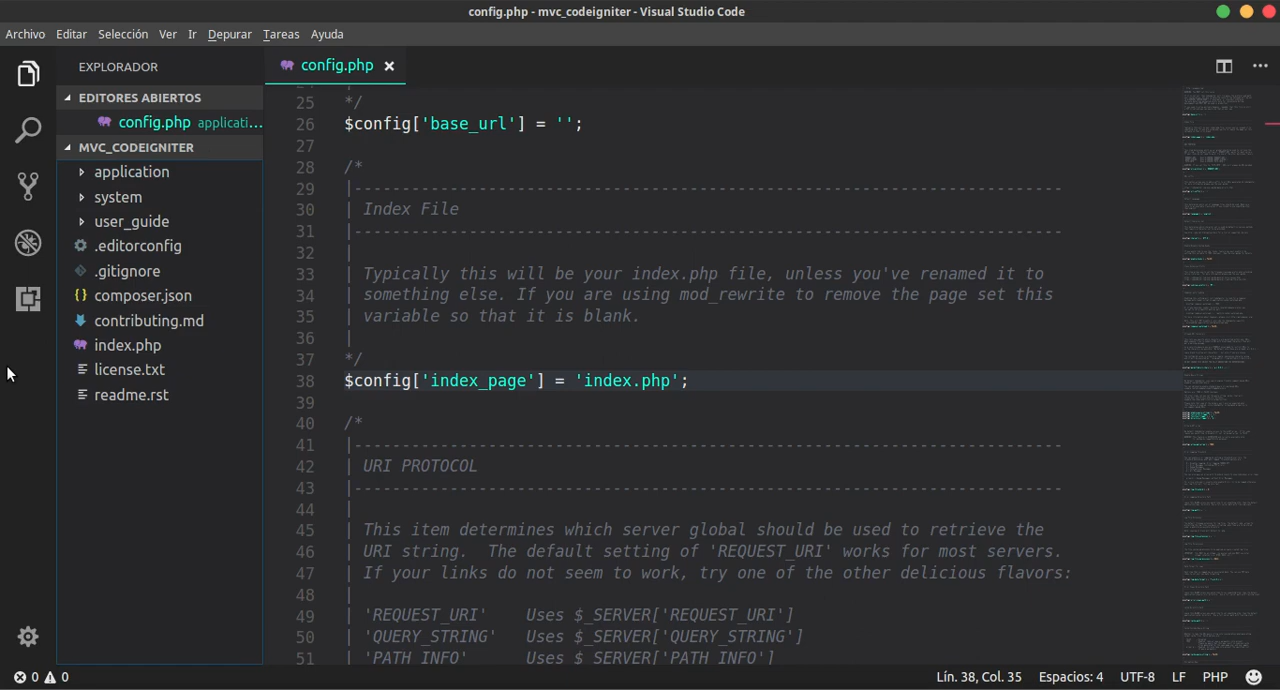 config.php - mvc_codeigniter - Visual Studio Code
Archivo Editar Selección Ver Ir Depurar Tareas Ayuda
EXPLORADOR
EDITORES ABIERTOS
config.php applicati...
MVC_CODEIGNITER
application
system
user_guide
.editorconfig
.gitignore
composer.json
contributing.md
index.php
license.txt
readme.rst
config.php
25 */
26 $config['base_url'] = '';
27
28 /*
29 |--------------------------------------------------------------------------
30 | Index File
31 |--------------------------------------------------------------------------
32 |
33 | Typically this will be your index.php file, unless you've renamed it to
34 | something else. If you are using mod_rewrite to remove the page set this
35 | variable so that it is blank.
36 |
37 */
38 $config['index_page'] = 'index.php';
39
40 /*
41 |--------------------------------------------------------------------------
42 | URI PROTOCOL
43 |--------------------------------------------------------------------------
44 |
45 | This item determines which server global should be used to retrieve the
46 | URI string.  The default setting of 'REQUEST_URI' works for most servers.
47 | If your links do not seem to work, try one of the other delicious flavors:
48 |
49 | 'REQUEST_URI'    Uses $_SERVER['REQUEST_URI']
50 | 'QUERY_STRING'   Uses $_SERVER['QUERY_STRING']
51 | 'PATH_INFO'      Uses $_SERVER['PATH_INFO']
0 0 Lín. 38, Col. 35 Espacios: 4 UTF-8 LF PHP